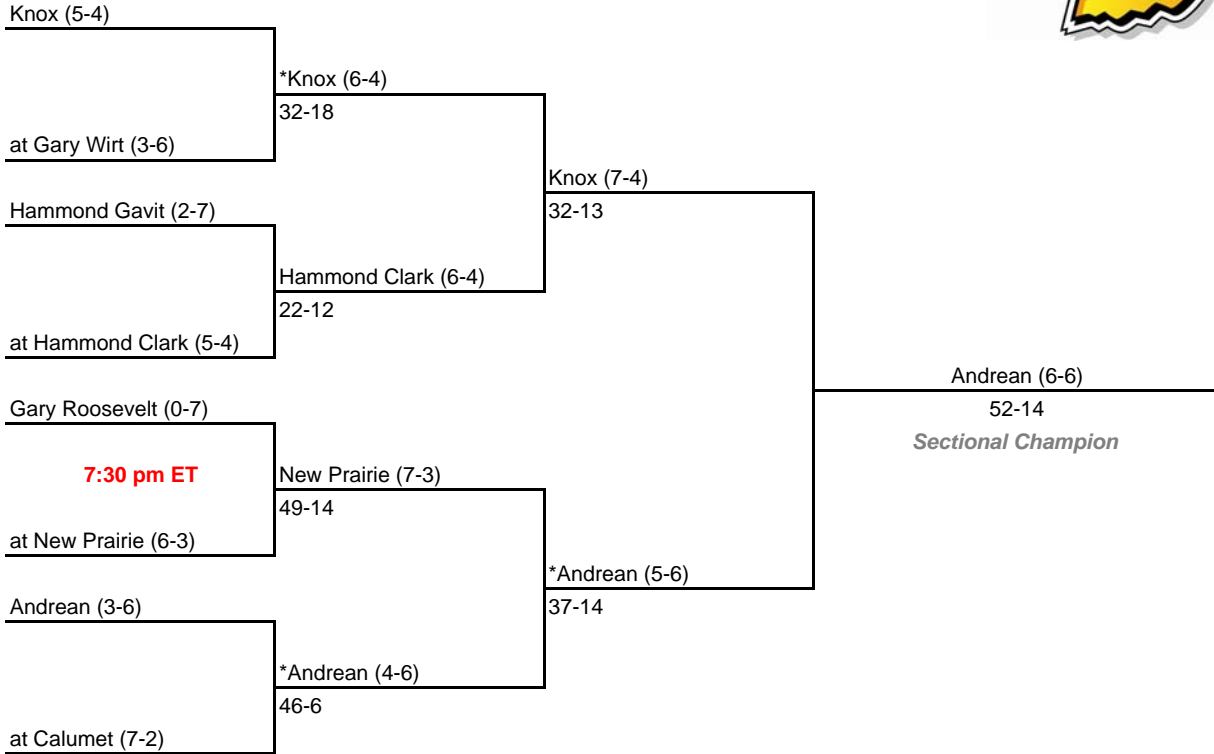 Knox (5-4)
*Knox (6-4)
32-18
at Gary Wirt (3-6)
Knox (7-4)
32-13
Hammond Gavit (2-7)
Hammond Clark (6-4)
22-12
at Hammond Clark (5-4)
Andrean (6-6)
52-14
Sectional Champion
Gary Roosevelt (0-7)
7:30 pm ET
New Prairie (7-3)
49-14
at New Prairie (6-3)
*Andrean (5-6)
37-14
Andrean (3-6)
*Andrean (4-6)
46-6
at Calumet (7-2)